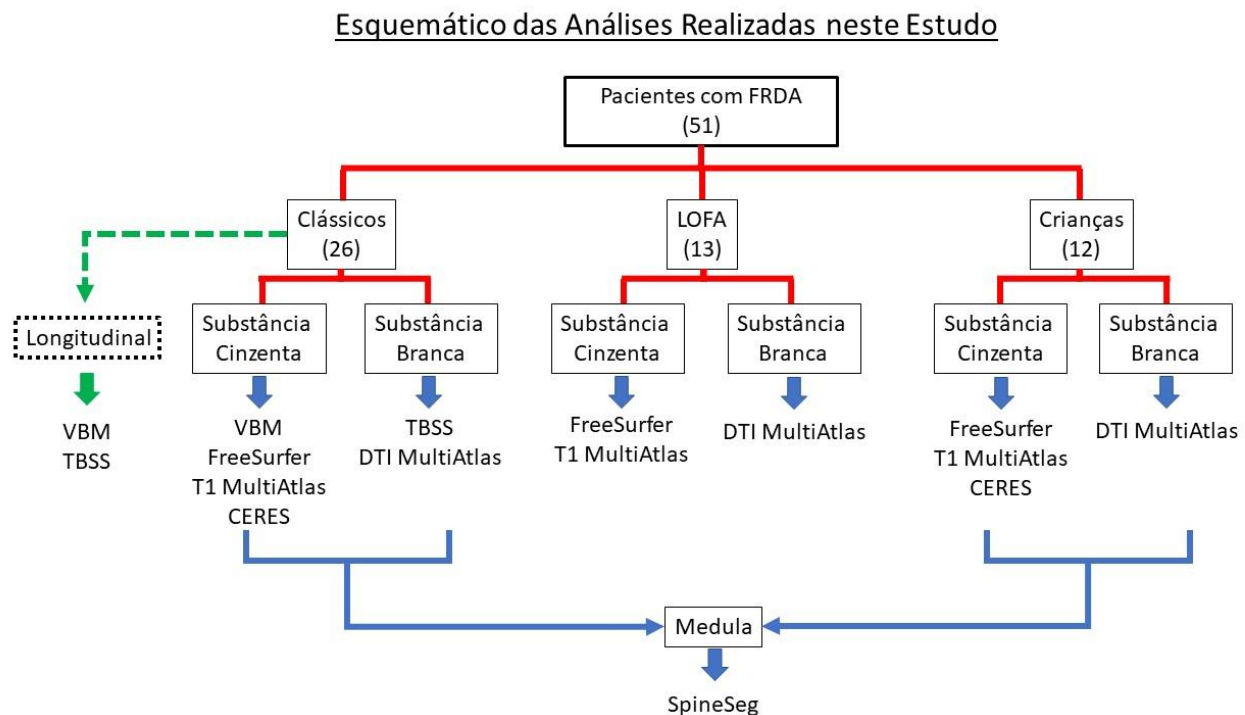 Esquemático das Análises Realizadas neste Estudo
Pacientes com FRDA
(51)
Clássicos
(26)
LOFA
(13)
Crianças
(12)
Longitudinal
VBM
TBSS
Substância
Cinzenta
VBM
FreeSurfer
T1 MultiAtlas
CERES
Substância
Branca
TBSS
DTI MultiAtlas
Substância
Cinzenta
FreeSurfer
T1 MultiAtlas
Substância
Branca
DTI MultiAtlas
Substância
Cinzenta
FreeSurfer
T1 MultiAtlas
CERES
Substância
Branca
DTI MultiAtlas
Medula
SpineSeg